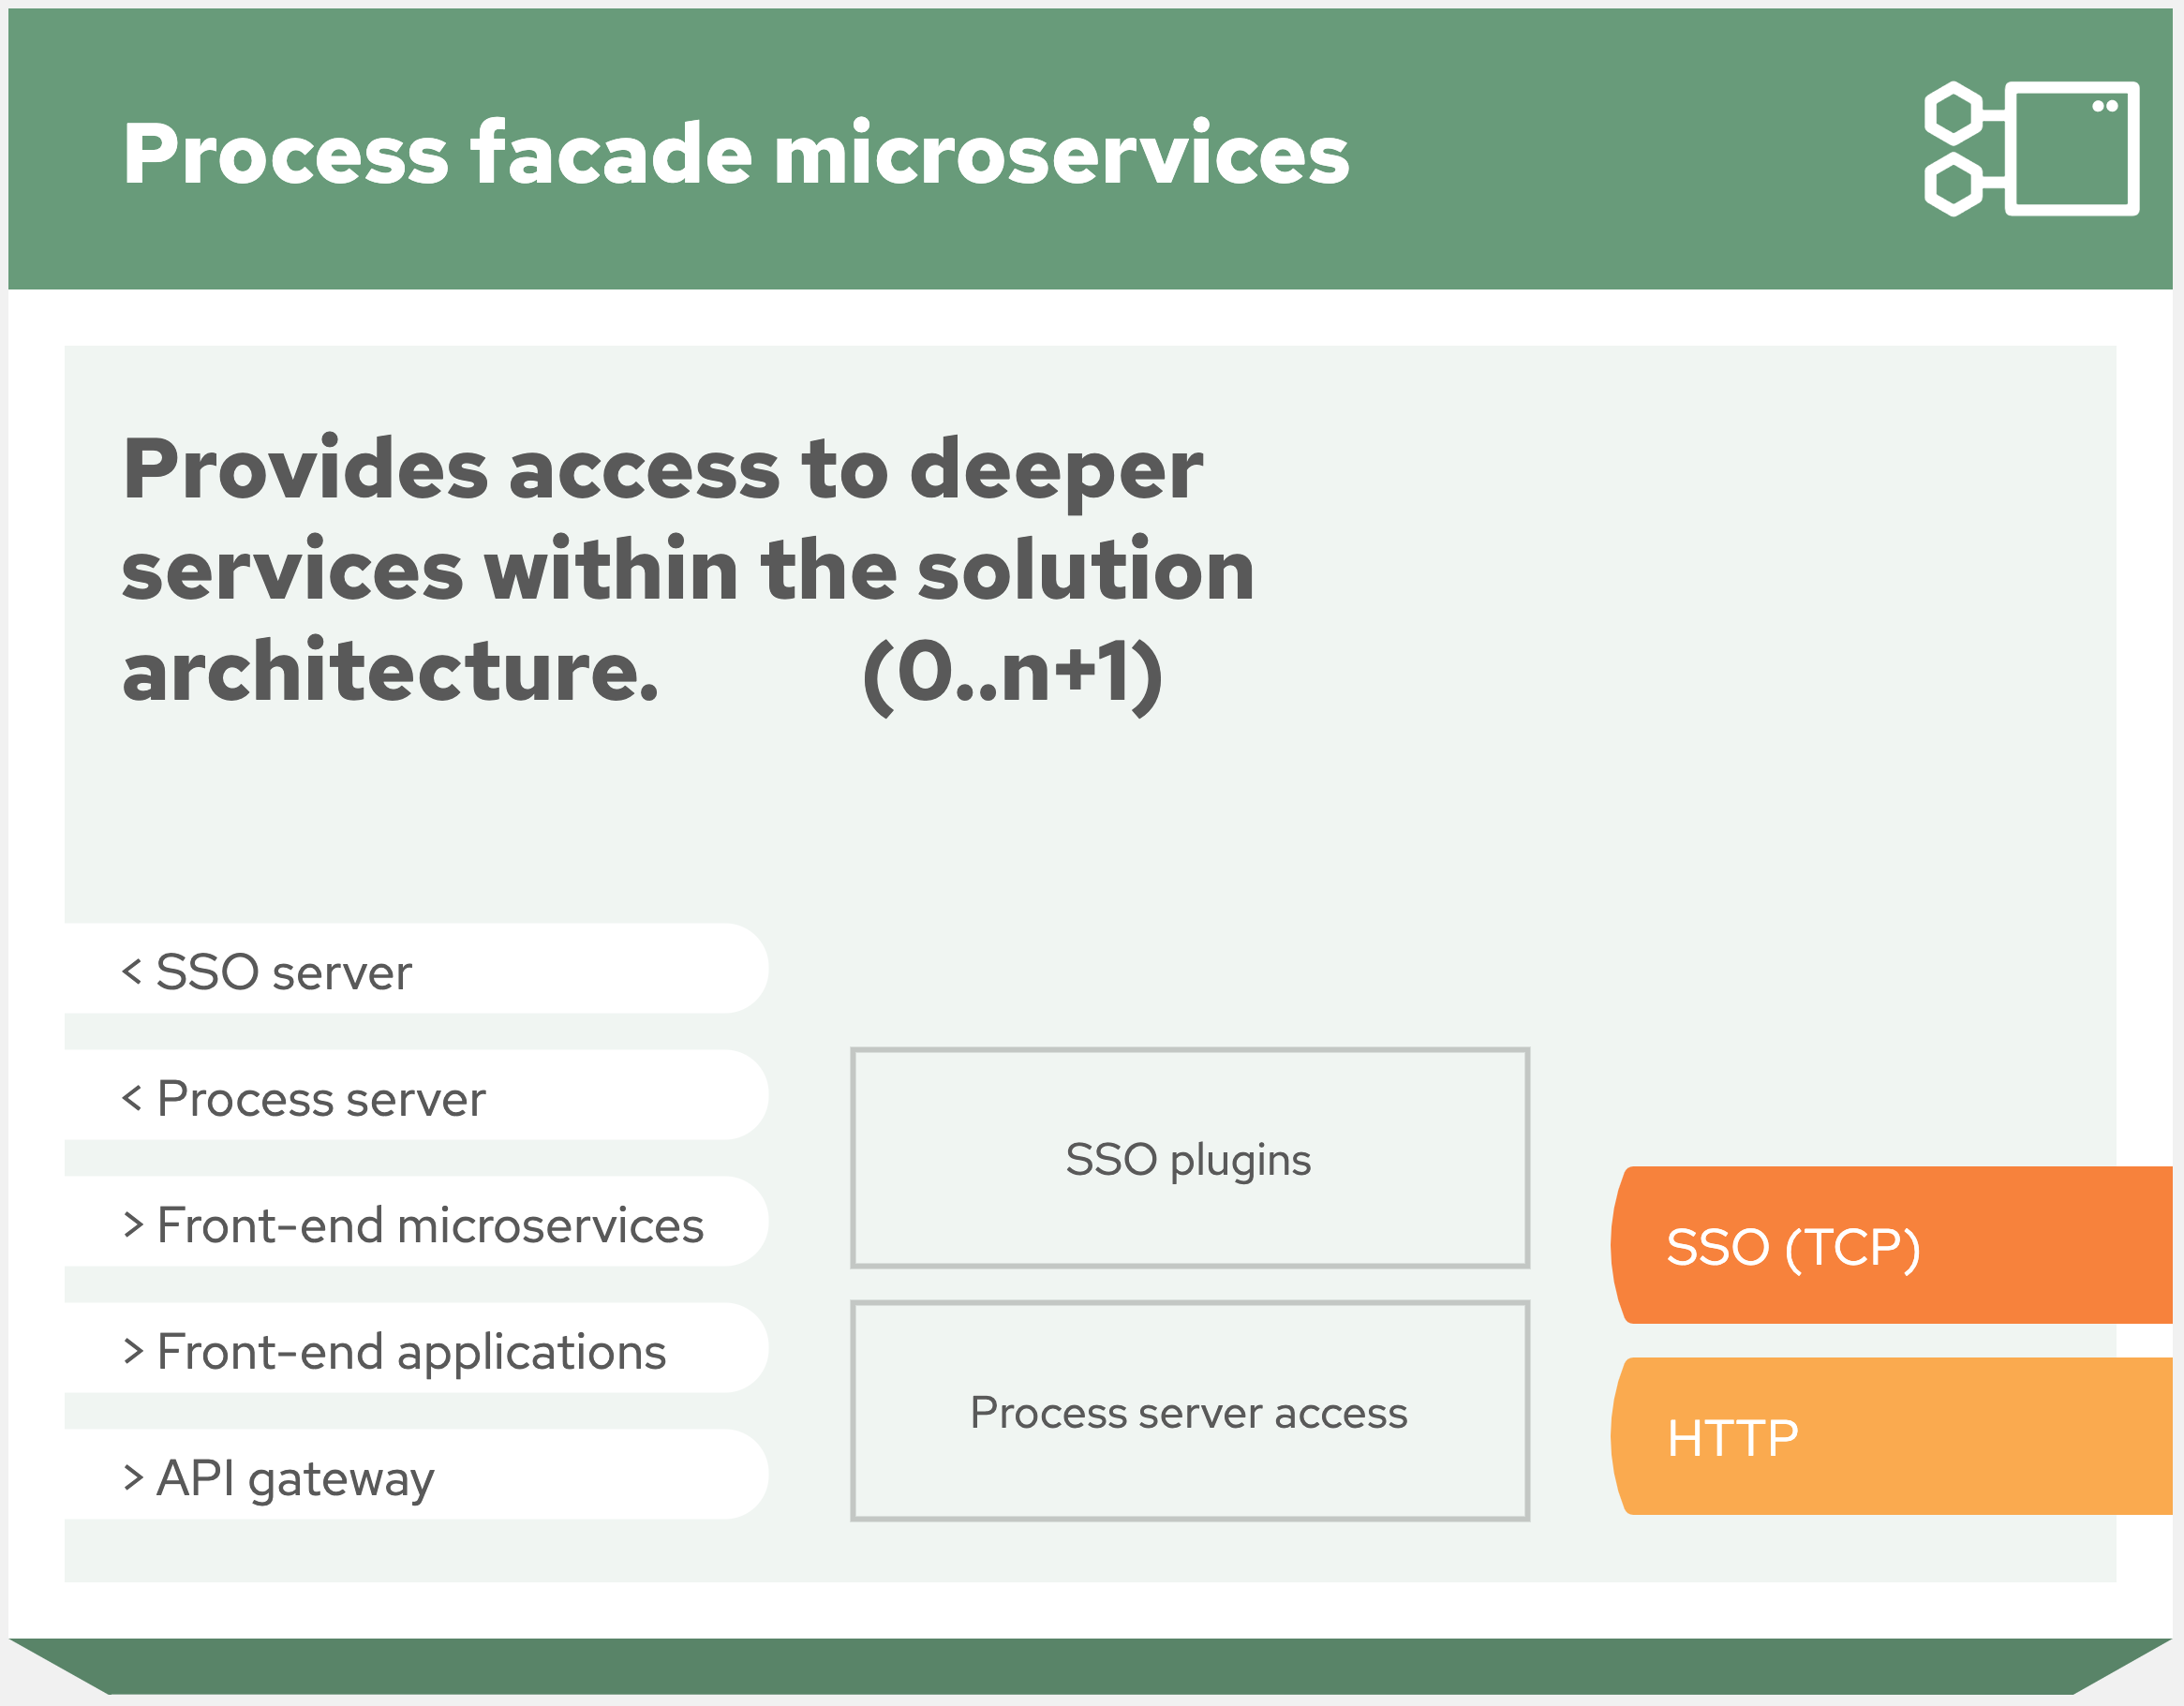 Process facade microservices
Provides access to deeper
services within the solution
architecture. (0..n+1)
< SSO server
< Process server
> Front-end microservices
> Front-end applications
> API gateway
SSO plugins
Process server access
SSO (TCP)
HTTP